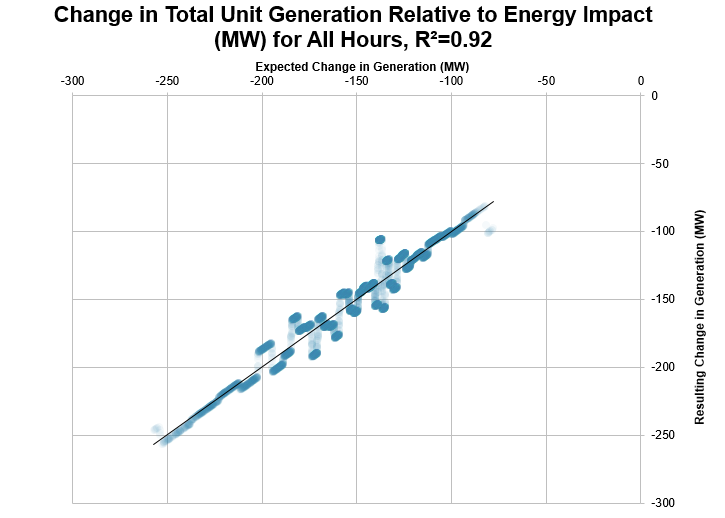 Change in Total Unit Generation Relative to Energy Impact
(MW) for All Hours, R²=0.92
Expected Change in Generation (MW)
-300 -250 -200 -150 -100 -50 0
0
-50
-100
-150
-200
-250
-300
Resulting Change in Generation (MW)